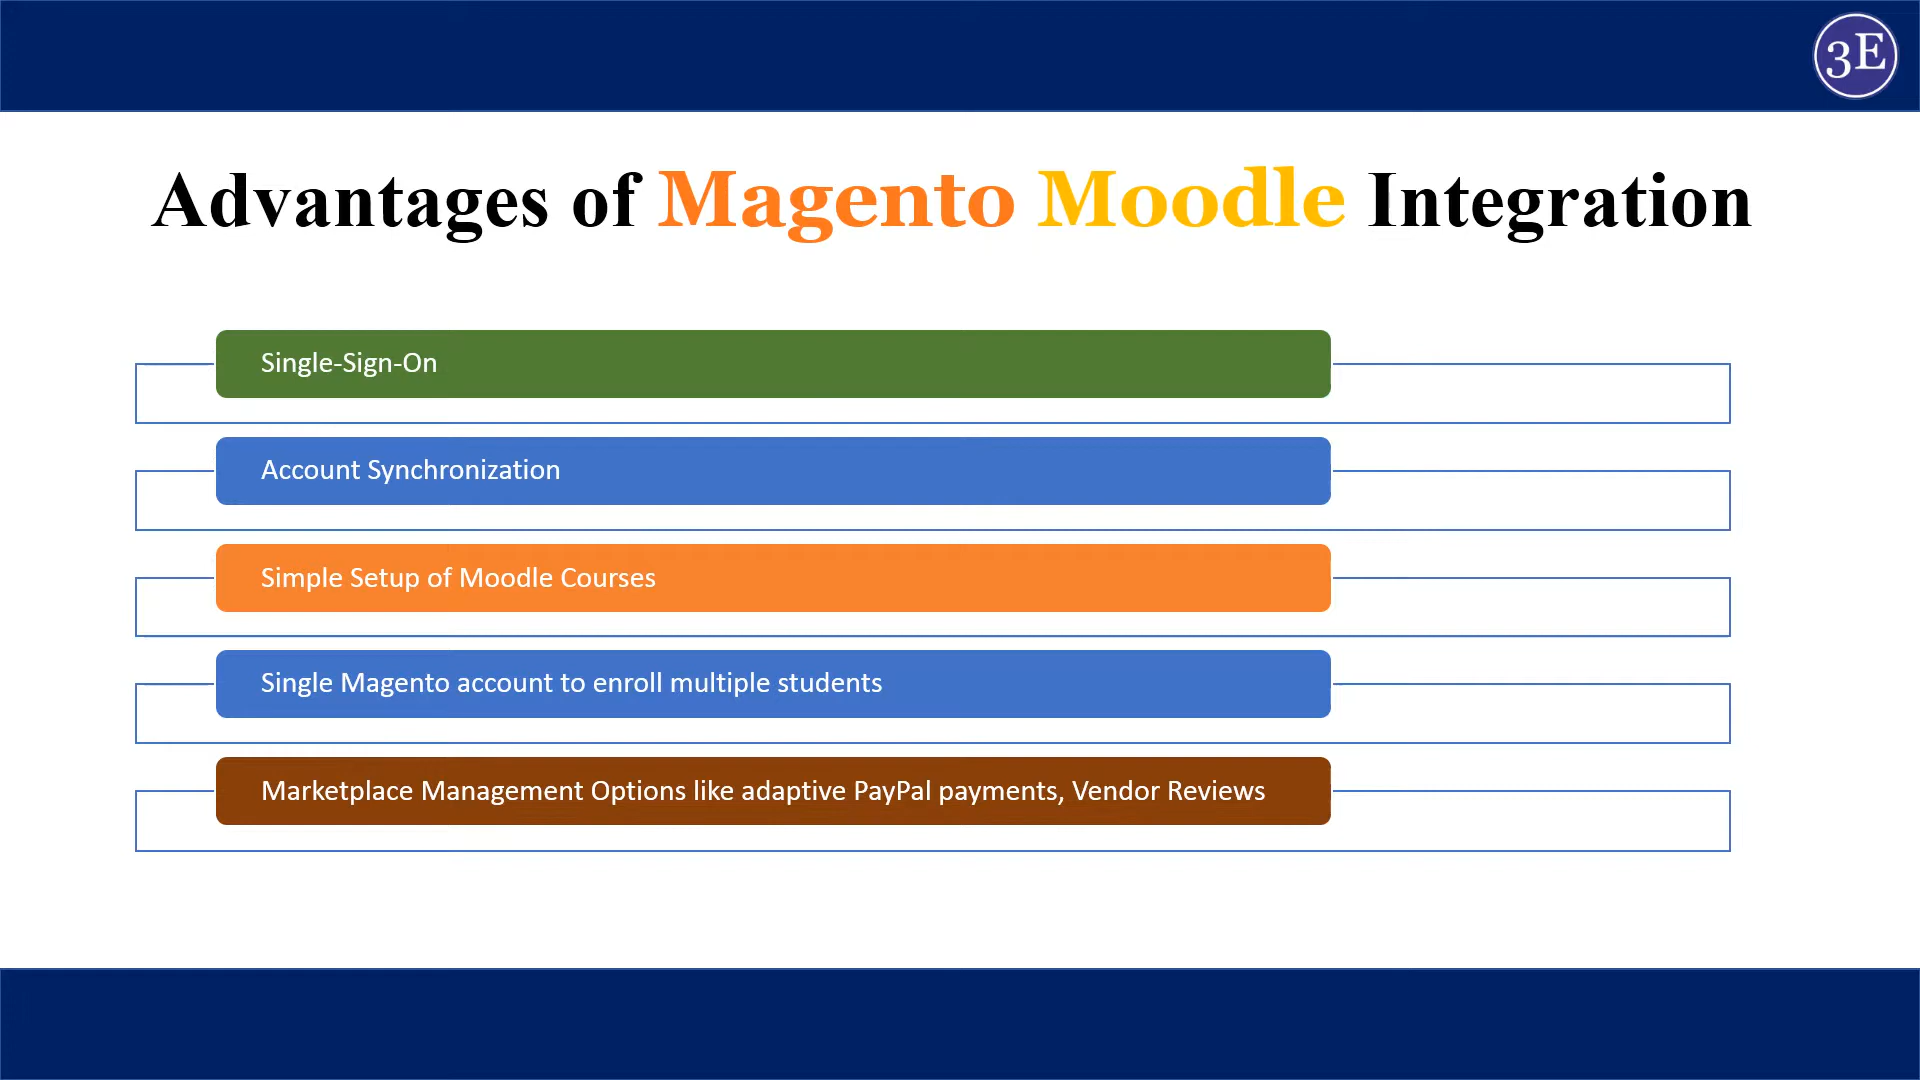 3E
Advantages of Magento Moodle Integration
Single-Sign-On
Account Synchronization
Simple Setup of Moodle Courses
Single Magento account to enroll multiple students
Marketplace Management Options like adaptive PayPal payments, Vendor Reviews